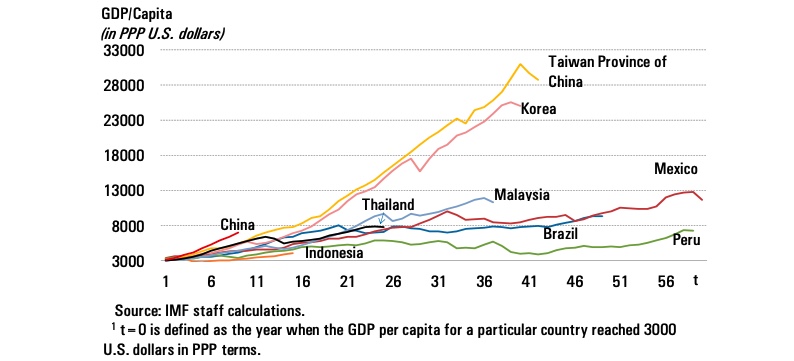 GDP/Capita
(in PPP U.S. dollars)
33000
28000
23000
18000
13000
8000
3000
Taiwan Province of
China
Korea
Mexico
Malaysia
Thailand
China
Brazil
Peru
Indonesia
1 6 11 16 21 26 31 36 41 46 51 56 t
Source: IMF staff calculations.
¹ t = 0 is defined as the year when the GDP per capita for a particular country reached 3000
U.S. dollars in PPP terms.